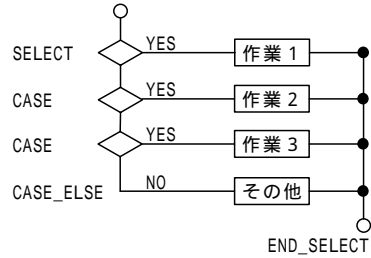 SELECT YES 作業1
CASE YES 作業2
CASE YES 作業3
CASE_ELSE NO その他
END_SELECT